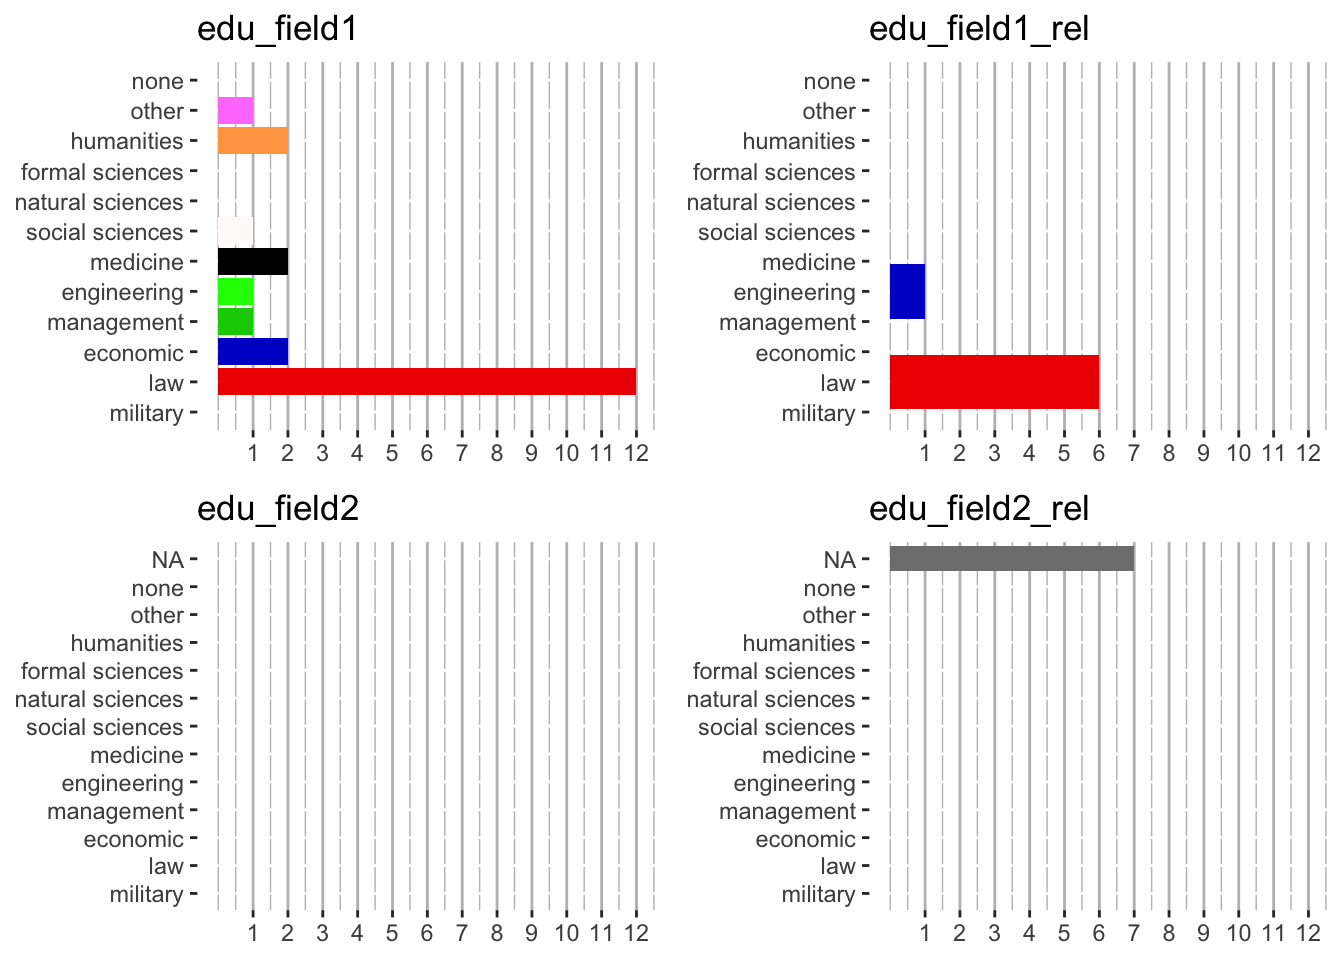 edu_field1
none
other
humanities
formal sciences
natural sciences
social sciences
medicine
engineering
management
economic
law
military
1 2 3 4 5 6 7 8 9 10 11 12
edu_field1_rel
none
other
humanities
formal sciences
natural sciences
social sciences
medicine
engineering
management
economic
law
military
1 2 3 4 5 6 7 8 9 10 11 12
edu_field2
NA
none
other
humanities
formal sciences
natural sciences
social sciences
medicine
engineering
management
economic
law
military
1 2 3 4 5 6 7 8 9 10 11 12
edu_field2_rel
NA
none
other
humanities
formal sciences
natural sciences
social sciences
medicine
engineering
management
economic
law
military
1 2 3 4 5 6 7 8 9 10 11 12